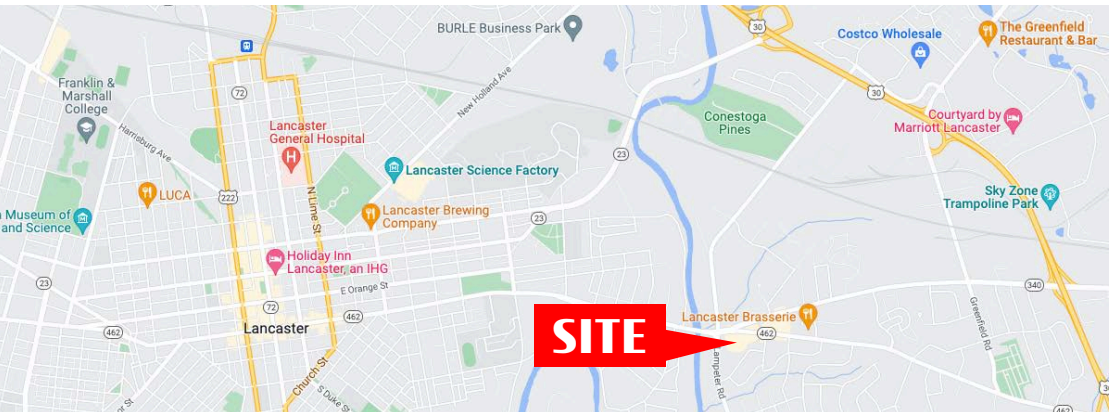 BURLE Business Park
30
Costco Wholesale
The Greenfield
Restaurant & Bar
Franklin &
Marshall
College
72
New Holland Ave
30
Conestoga
Pines
Courtyard by
Marriott Lancaster
Harrisburg Ave
Lancaster
General Hospital
H
23
Lancaster Science Factory
LUCA
222
N Lime St
Sky Zone
Trampoline Park
Museum of
and Science
Lancaster Brewing
Company
23
Holiday Inn
Lancaster, an IHG
23
E Orange St
340
72
462
Lancaster
462
SITE
Lancaster Brasserie
462
Greenfield Rd
Church St
S Duke St
462